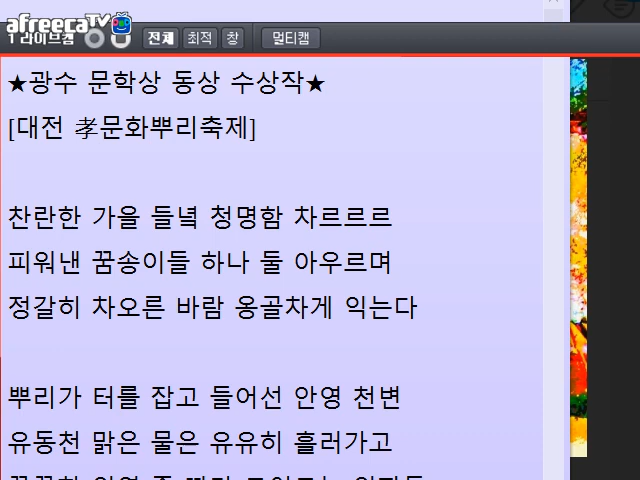 afreecaTV
1 라이브캠 전체 최적 창 멀티캠
★광수 문학상 동상 수상작★
[대전 孝문화뿌리축제]
찬란한 가을 들녘 청명함 차르르르
피워낸 꿈송이들 하나 둘 아우르며
정갈히 차오른 바람 옹골차게 익는다
뿌리가 터를 잡고 들어선 안영 천변
유동천 맑은 물은 유유히 흘러가고